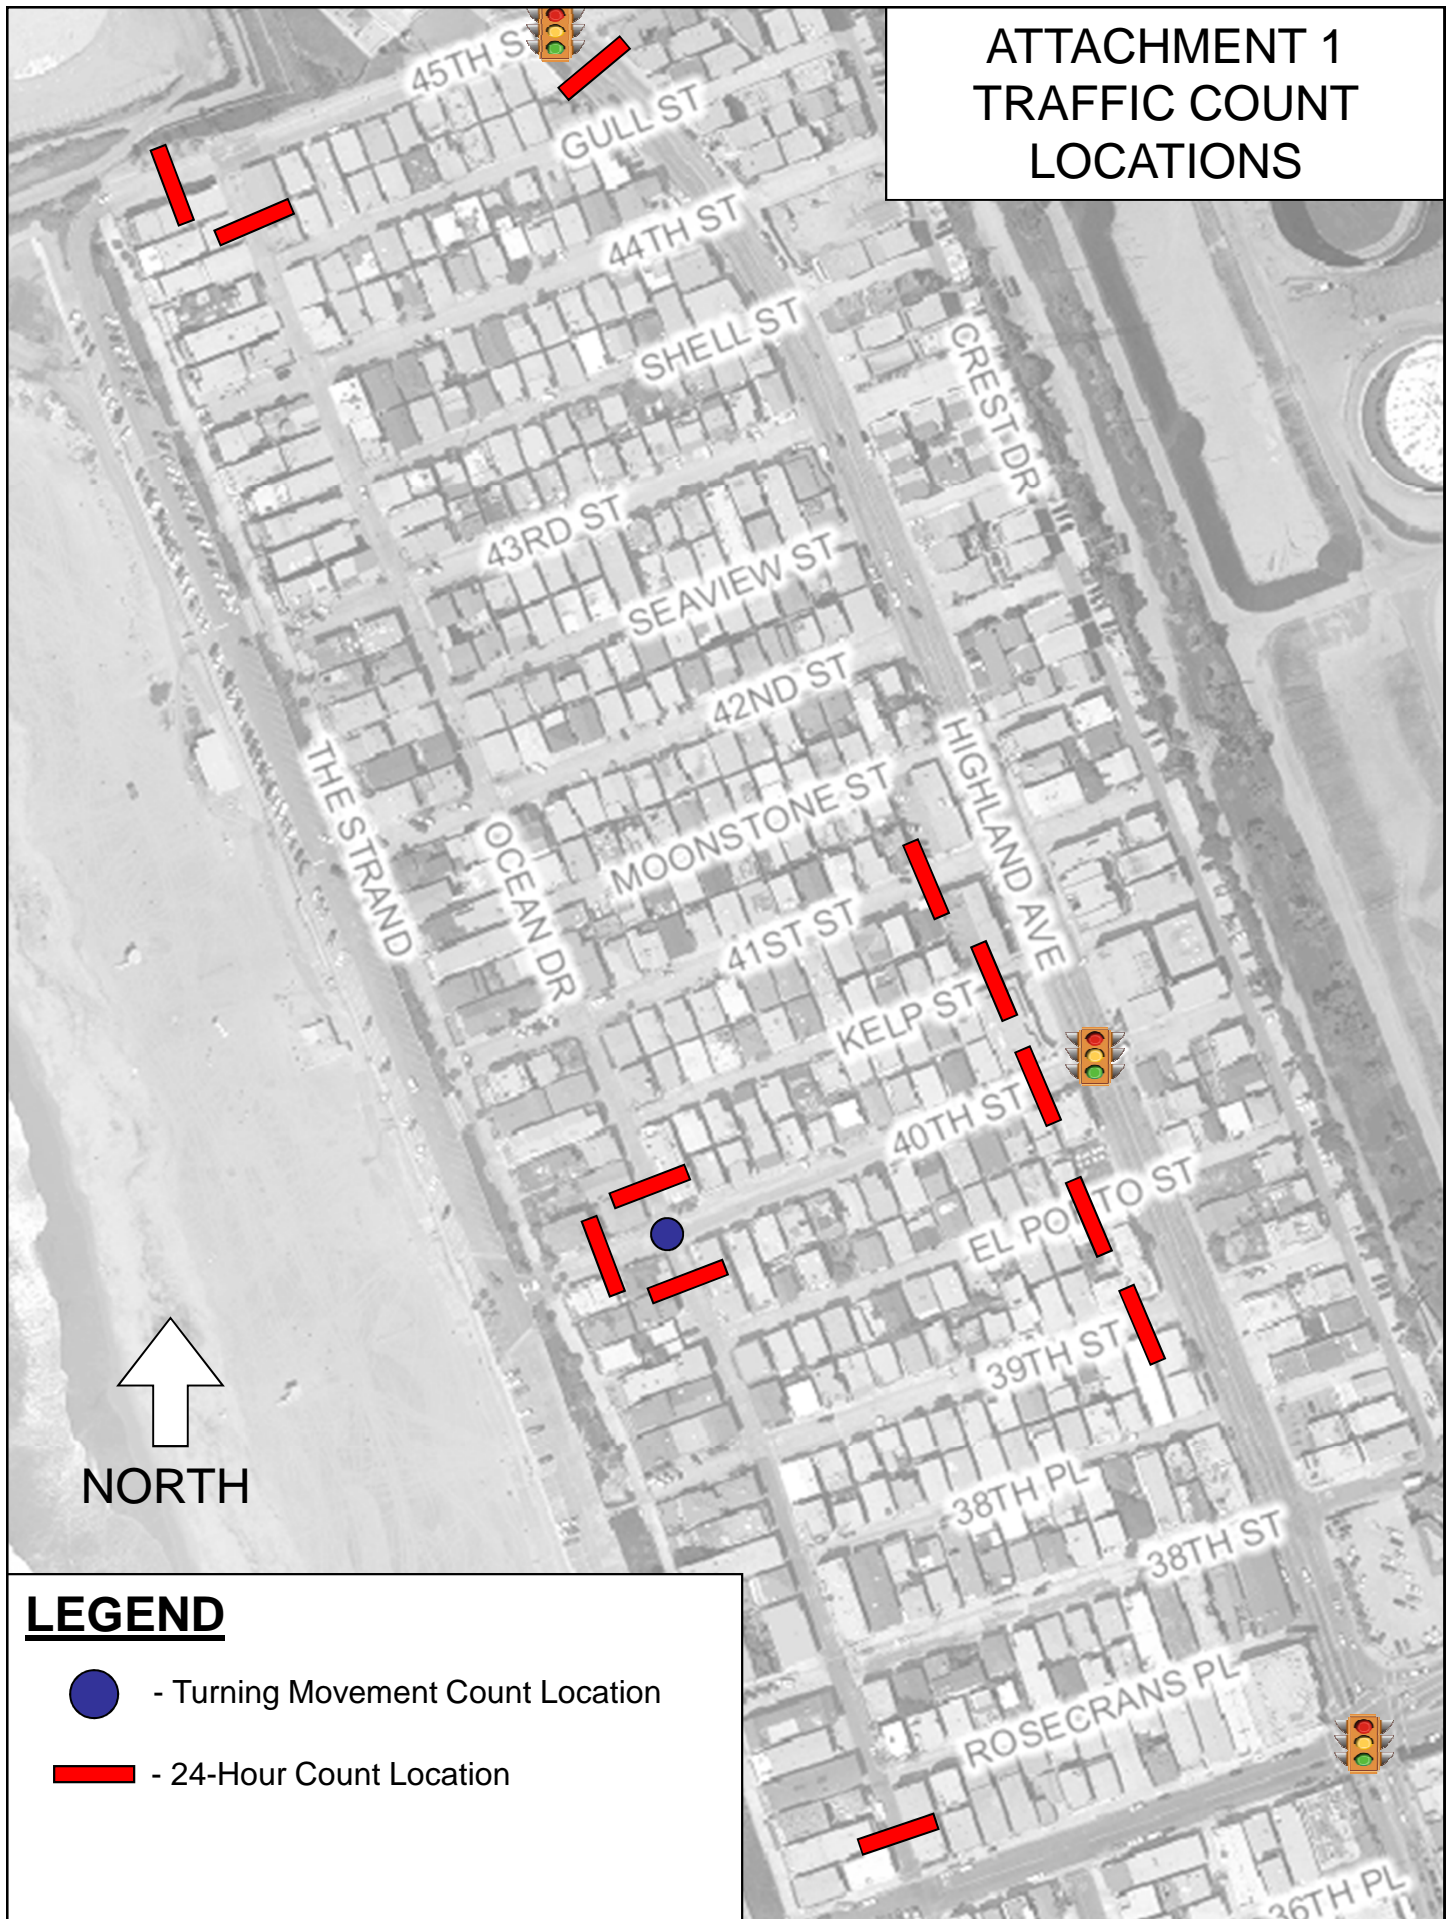 ATTACHMENT 1
TRAFFIC COUNT
LOCATIONS
45TH S
GULL ST
44TH ST
SHELL ST
CREST DR
43RD ST
SEAVIEW ST
42ND ST
HIGHLAND AVE
THE STRAND
MOONSTONE ST
OCEAN DR
41ST ST
KELP ST
40TH ST
EL PO TO ST
39TH ST
NORTH
38TH PL
38TH ST
ROSECRANS PL
36TH PL
LEGEND
- Turning Movement Count Location
- 24-Hour Count Location